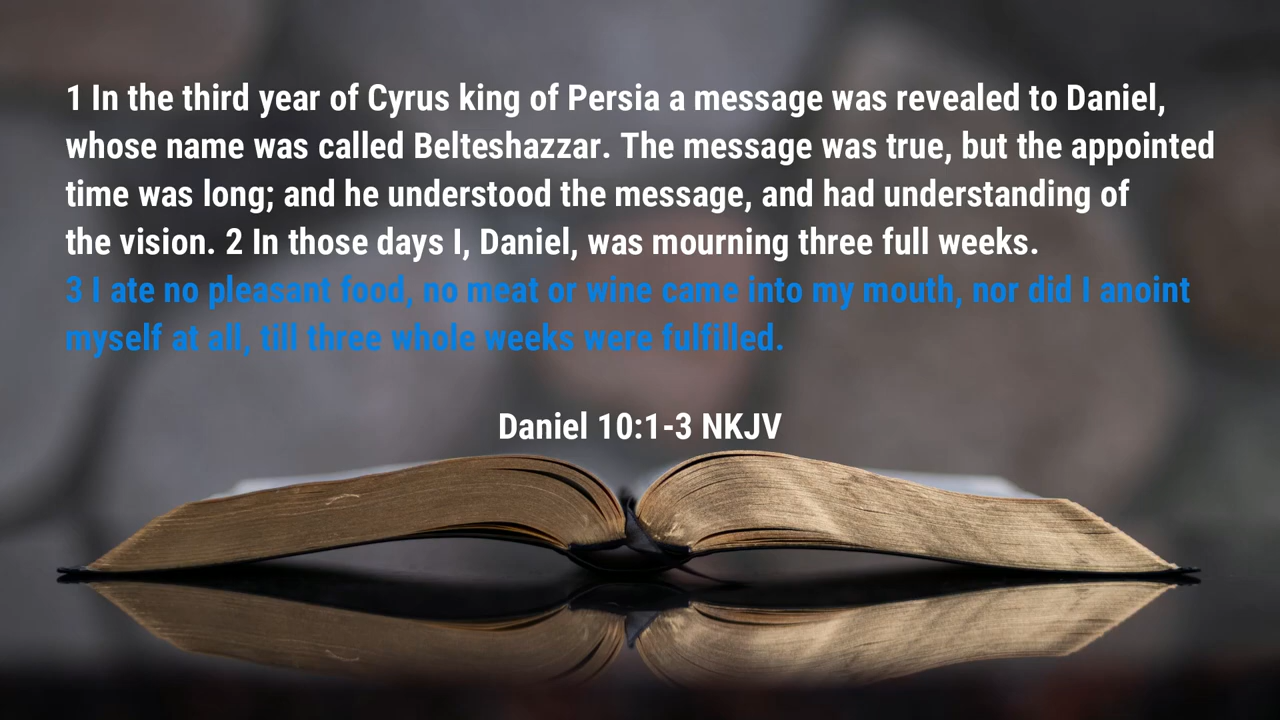 1 In the third year of Cyrus king of Persia a message was revealed to Daniel,
whose name was called Belteshazzar. The message was true, but the appointed
time was long; and he understood the message, and had understanding of
the vision. 2 In those days I, Daniel, was mourning three full weeks.
3 I ate no pleasant food, no meat or wine came into my mouth, nor did I anoint
myself at all, till three whole weeks were fulfilled.
Daniel 10:1-3 NKJV